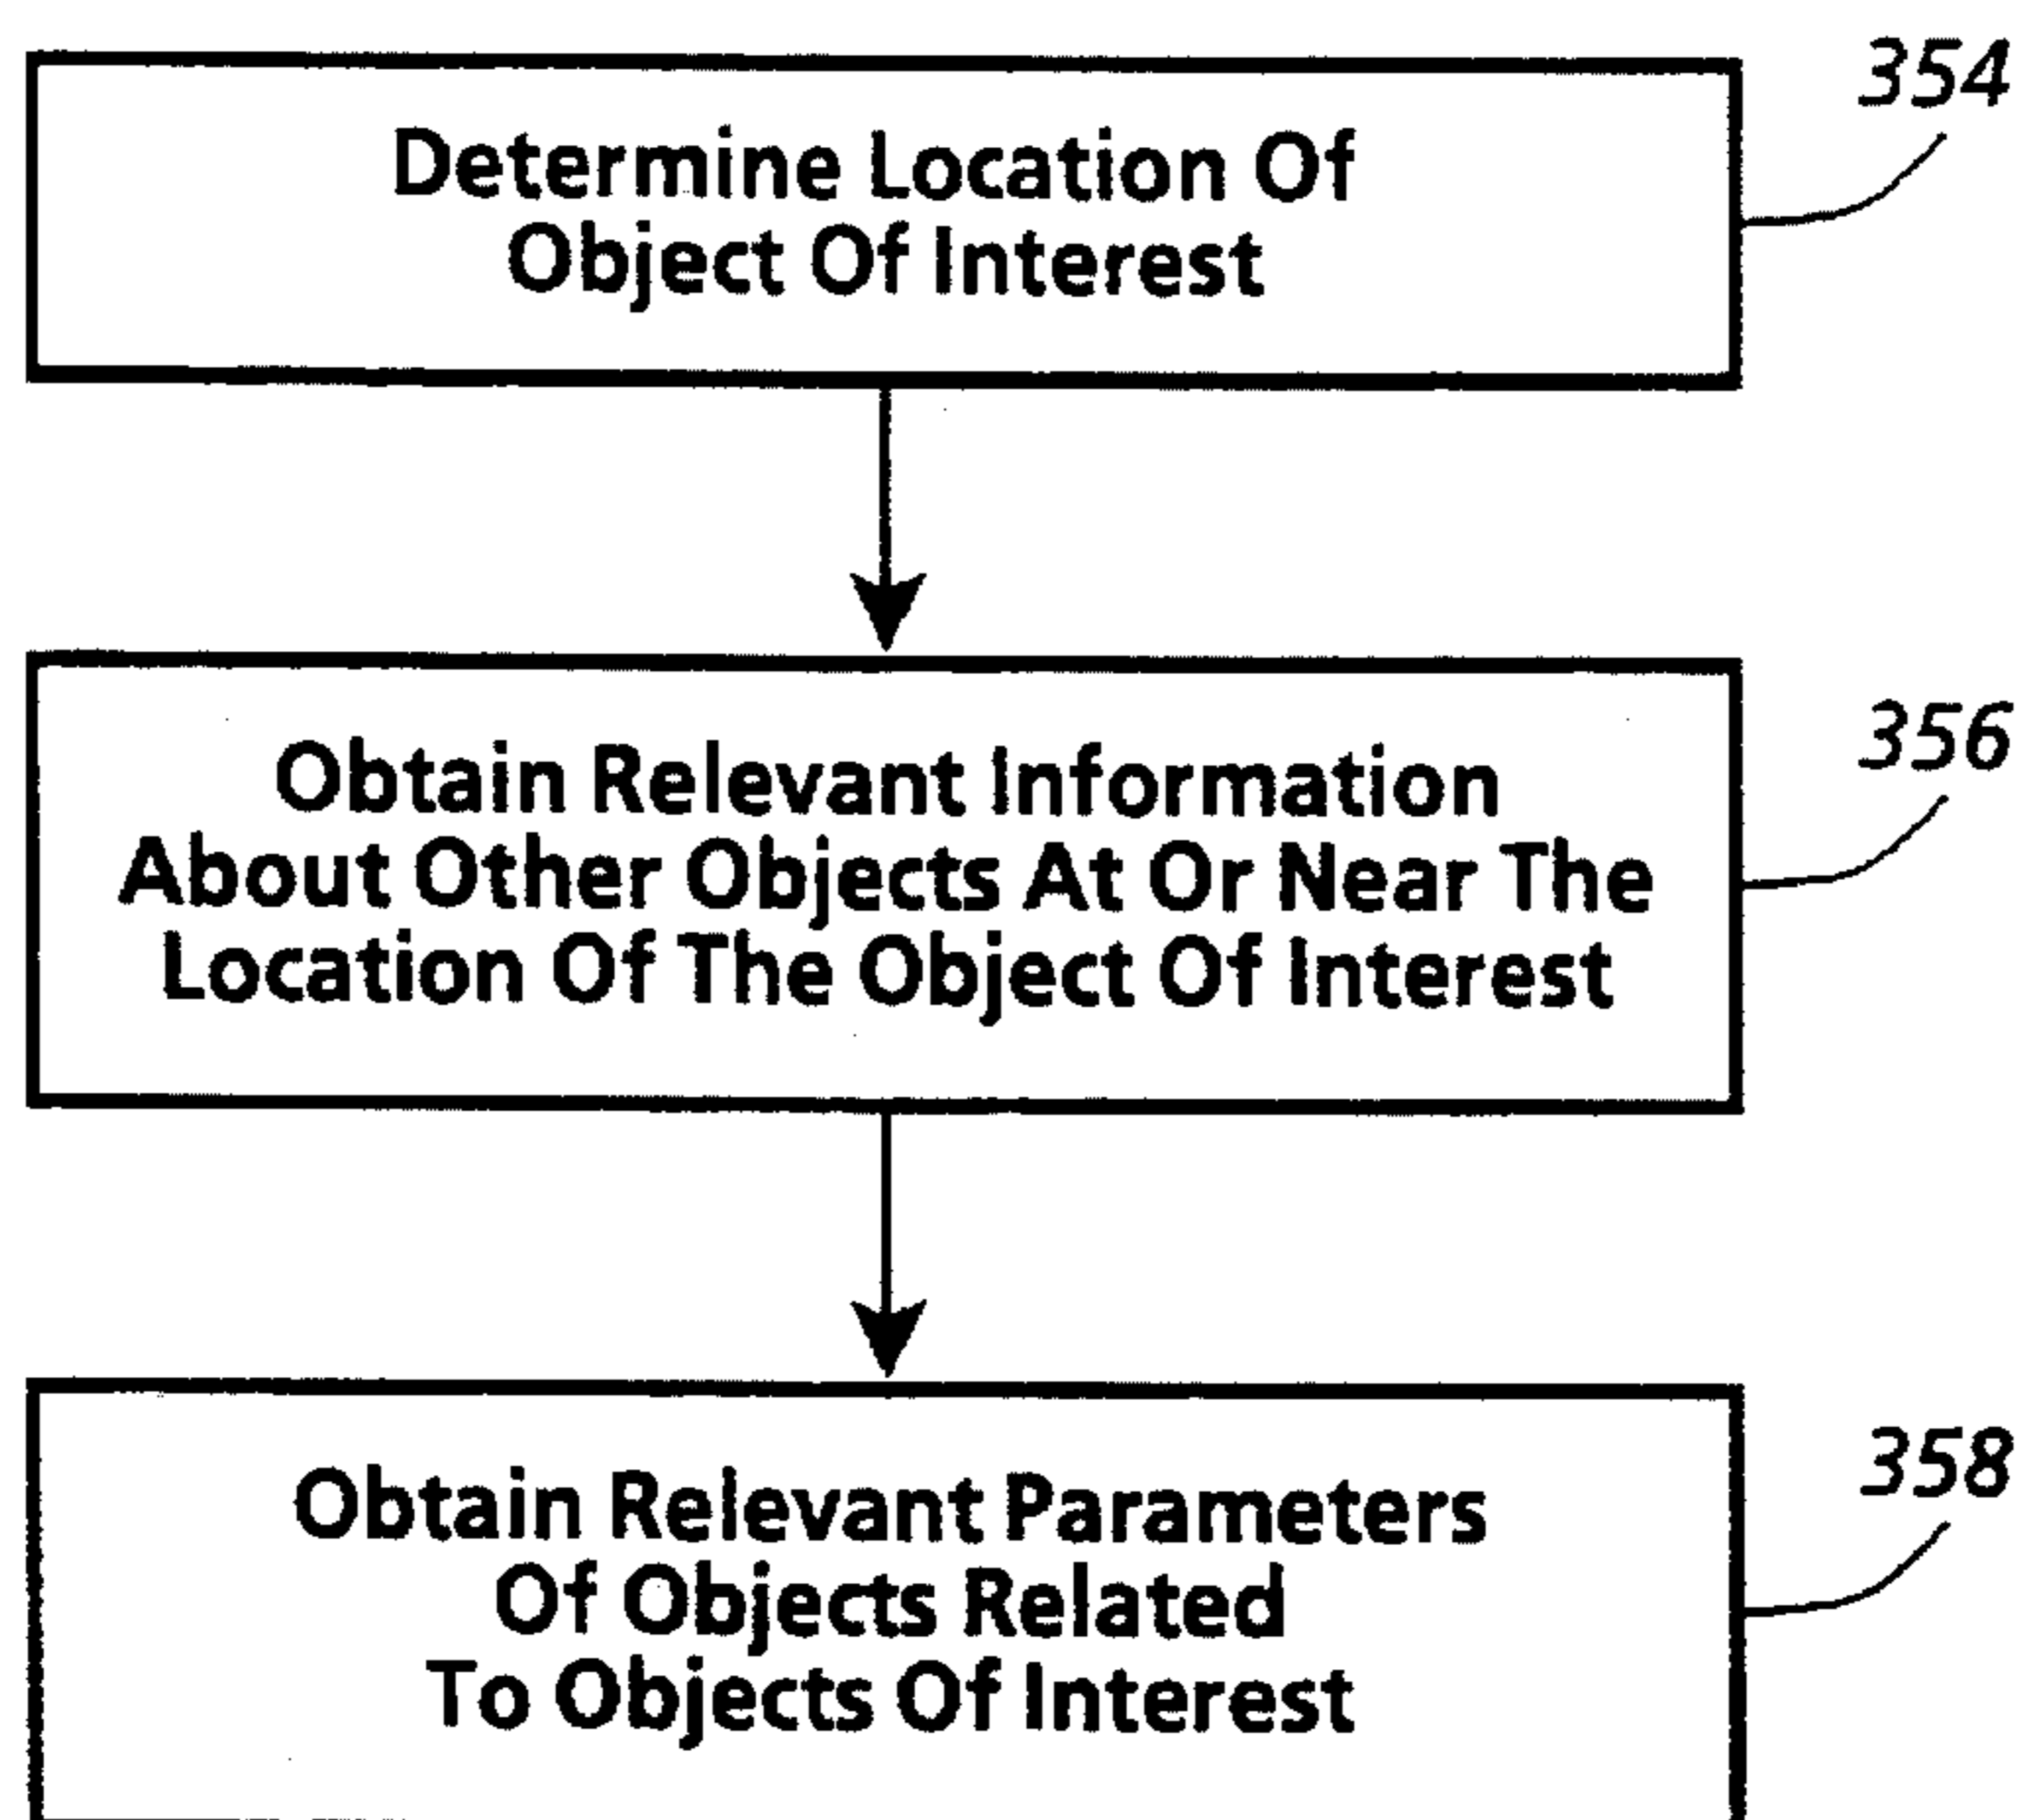 354
Determine Location Of
Object Of Interest
356
Obtain Relevant Information
About Other Objects At Or Near The
Location Of The Object Of Interest
358
Obtain Relevant Parameters
Of Objects Related
To Objects Of Interest